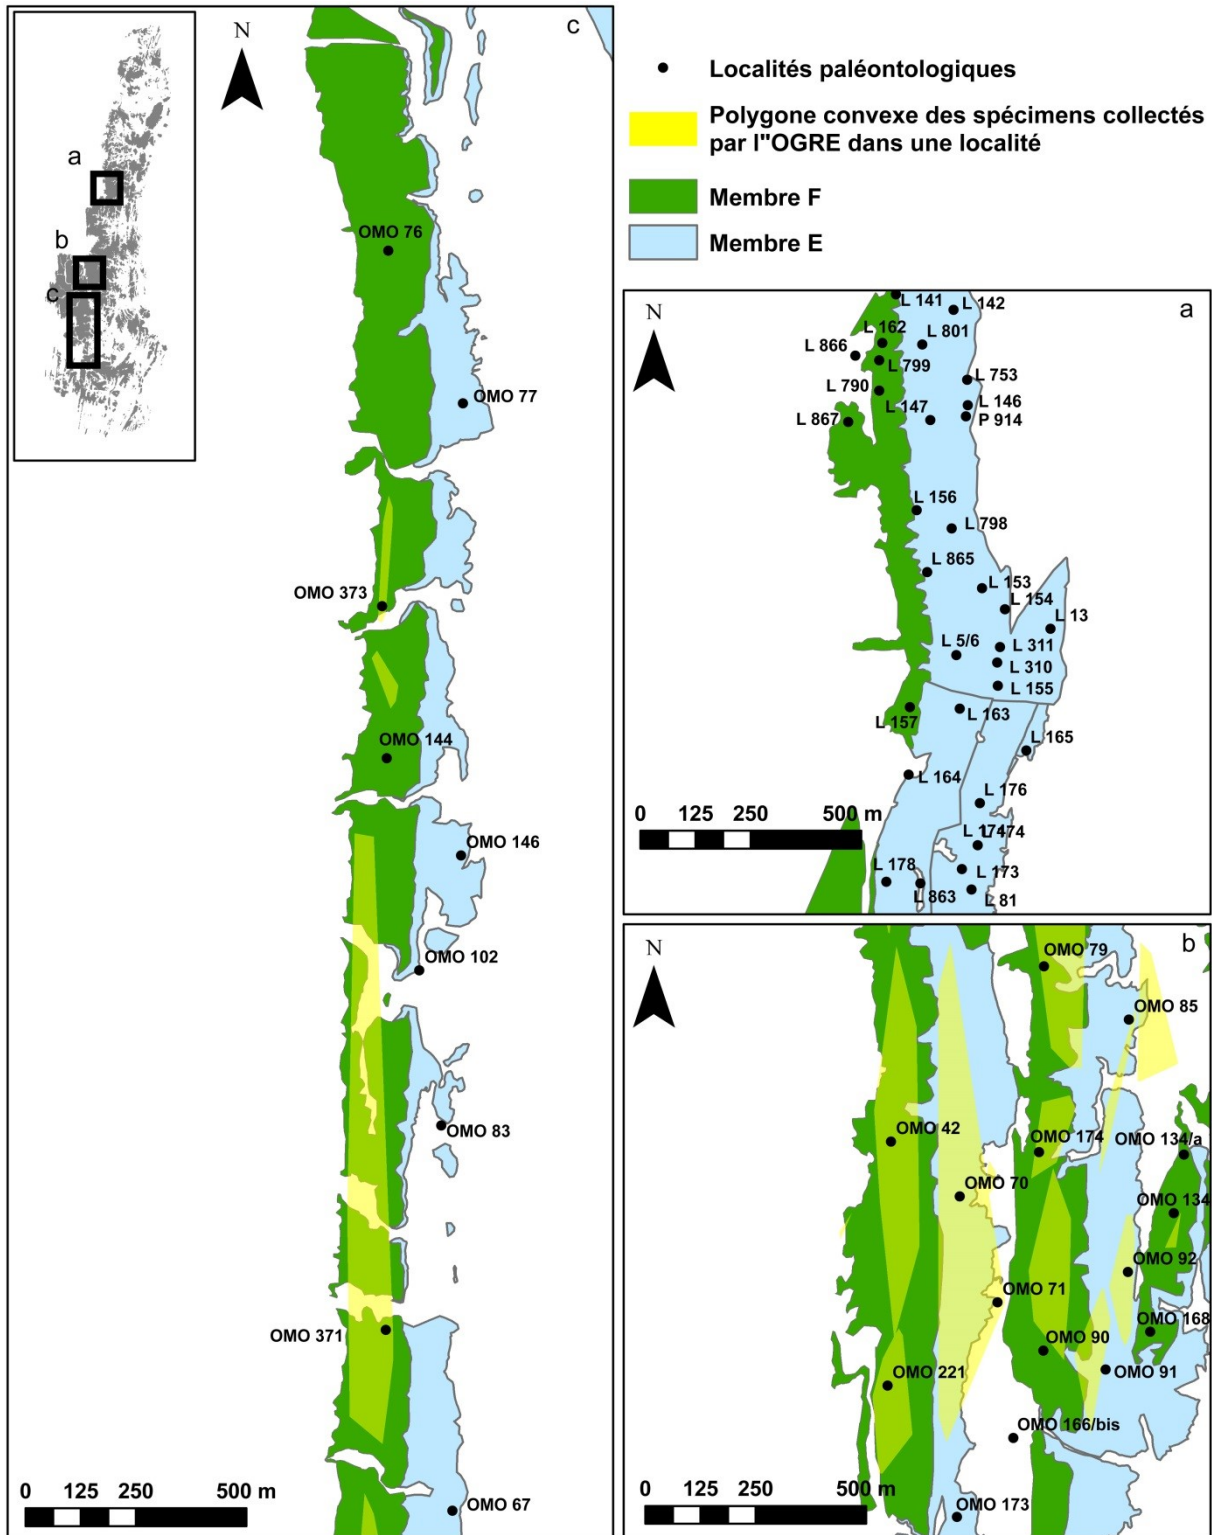 a
b
c
N
c
OMO 76
OMO 77
OMO 373
OMO 144
OMO 146
OMO 102
OMO 83
OMO 371
OMO 67
0 125 250 500 m
Localités paléontologiques
Polygone convexe des spécimens collectés
par l"OGRE dans une localité
Membre F
Membre E
N
a
L 141
L 142
L 162
L 801
L 866
L 799
L 753
L 790
L 147
L 146
P 914
L 867
L 156
L 798
L 865
L 153
L 154
L 13
L 5/6
L 311
L 310
L 155
L 157
L 163
L 165
L 164
L 176
0 125 250 500 m
L 178
L 173
L 863
L 81
N
b
OMO 79
OMO 85
OMO 42
OMO 174
OMO 134/a
OMO 70
OMO 134
OMO 92
OMO 71
OMO 168
OMO 90
OMO 221
OMO 91
OMO 166/bis
OMO 173
0 125 250 500 m